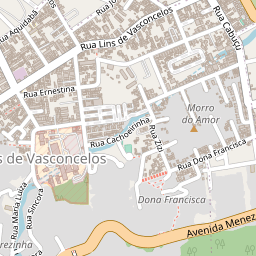 Rua Aquidabã
Rua Lins de Vasconcelos
Rua Cabuçu
Rua Ernestina
Morro
do Amor
Rua Cachoeirinha
Rua Zizi
s de Vasconcelos
Rua Dona Francisca
Rua Maria Luíza
Rua Sincorá
Dona Francisca
Avenida Menez
erezinha